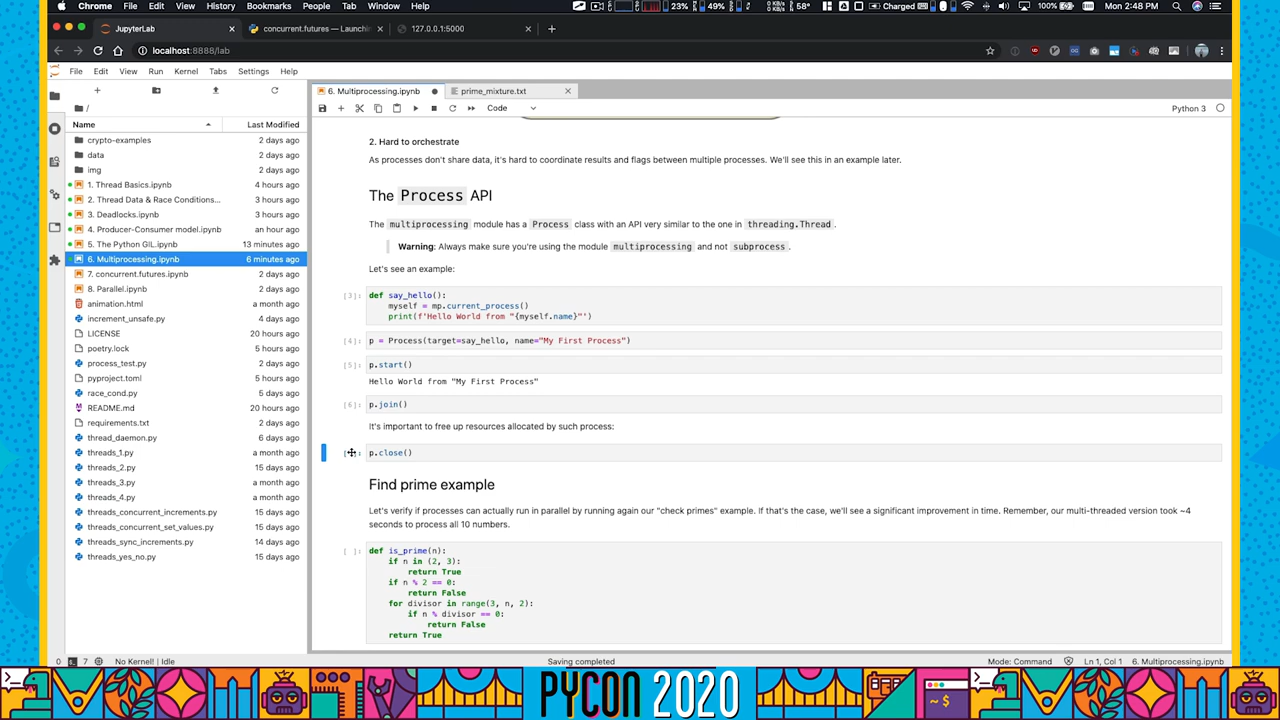 Chrome File Edit View History Bookmarks People Tab Window Help
23% 49% 58° Charged 100% Mon 2:48 PM
JupyterLab
concurrent.futures — Launchi
127.0.0.1:5000
localhost:8888/lab
File Edit View Run Kernel Tabs Settings Help
6. Multiprocessing.ipynb
prime_mixture.txt
Code
Python 3
/
Name Last Modified
crypto-examples 2 days ago
data 2 days ago
img 2 days ago
1. Thread Basics.ipynb 4 hours ago
2. Thread Data & Race Conditions... 3 hours ago
3. Deadlocks.ipynb 3 hours ago
4. Producer-Consumer model.ipynb an hour ago
5. The Python GIL.ipynb 13 minutes ago
6. Multiprocessing.ipynb 6 minutes ago
7. concurrent.futures.ipynb 2 days ago
8. Parallel.ipynb 2 days ago
animation.html a month ago
increment_unsafe.py 4 days ago
LICENSE 20 hours ago
poetry.lock 5 hours ago
process_test.py 2 days ago
pyproject.toml 5 hours ago
race_cond.py 5 days ago
README.md 20 hours ago
requirements.txt 2 days ago
thread_daemon.py 6 days ago
threads_1.py a month ago
threads_2.py 15 days ago
threads_3.py a month ago
threads_4.py a month ago
threads_concurrent_increments.py 15 days ago
threads_concurrent_set_values.py 15 days ago
threads_sync_increments.py 14 days ago
threads_yes_no.py 15 days ago
2. Hard to orchestrate
As processes don't share data, it's hard to coordinate results and flags between multiple processes. We'll see this in an example later.
The Process API
The multiprocessing module has a Process class with an API very similar to the one in threading.Thread.
Warning: Always make sure you're using the module multiprocessing and not subprocess.
Let's see an example:
[3]: def say_hello():
myself = mp.current_process()
print(f'Hello World from "{myself.name}"')
[4]: p = Process(target=say_hello, name="My First Process")
[5]: p.start()
Hello World from "My First Process"
[6]: p.join()
It's important to free up resources allocated by such process:
p.close()
Find prime example
Let's verify if processes can actually run in parallel by running again our "check primes" example. If that's the case, we'll see a significant improvement in time. Remember, our multi-threaded version took ~4
seconds to process all 10 numbers.
[ ]: def is_prime(n):
if n in (2, 3):
return True
if n % 2 == 0:
return False
for divisor in range(3, n, 2):
if n % divisor == 0:
return False
return True
0 7 No Kernel! | Idle
Saving completed
Mode: Command
Ln 1, Col 1
6. Multiprocessing.ipynb
PYCON 2020
~ $